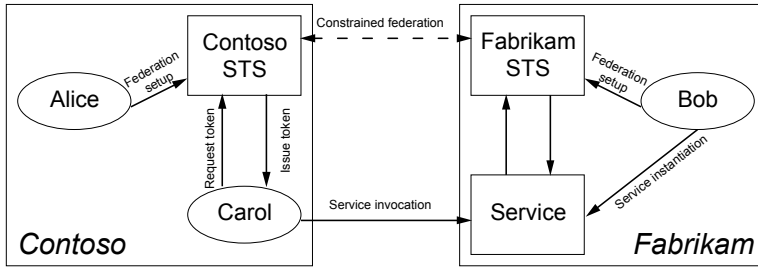 Constrained federation
Contoso
STS
Fabrikam
STS
Federation
setup
Alice
Federation
setup
Bob
Request token
Issue token
Service instantiation
Carol
Service invocation
Service
Contoso
Fabrikam